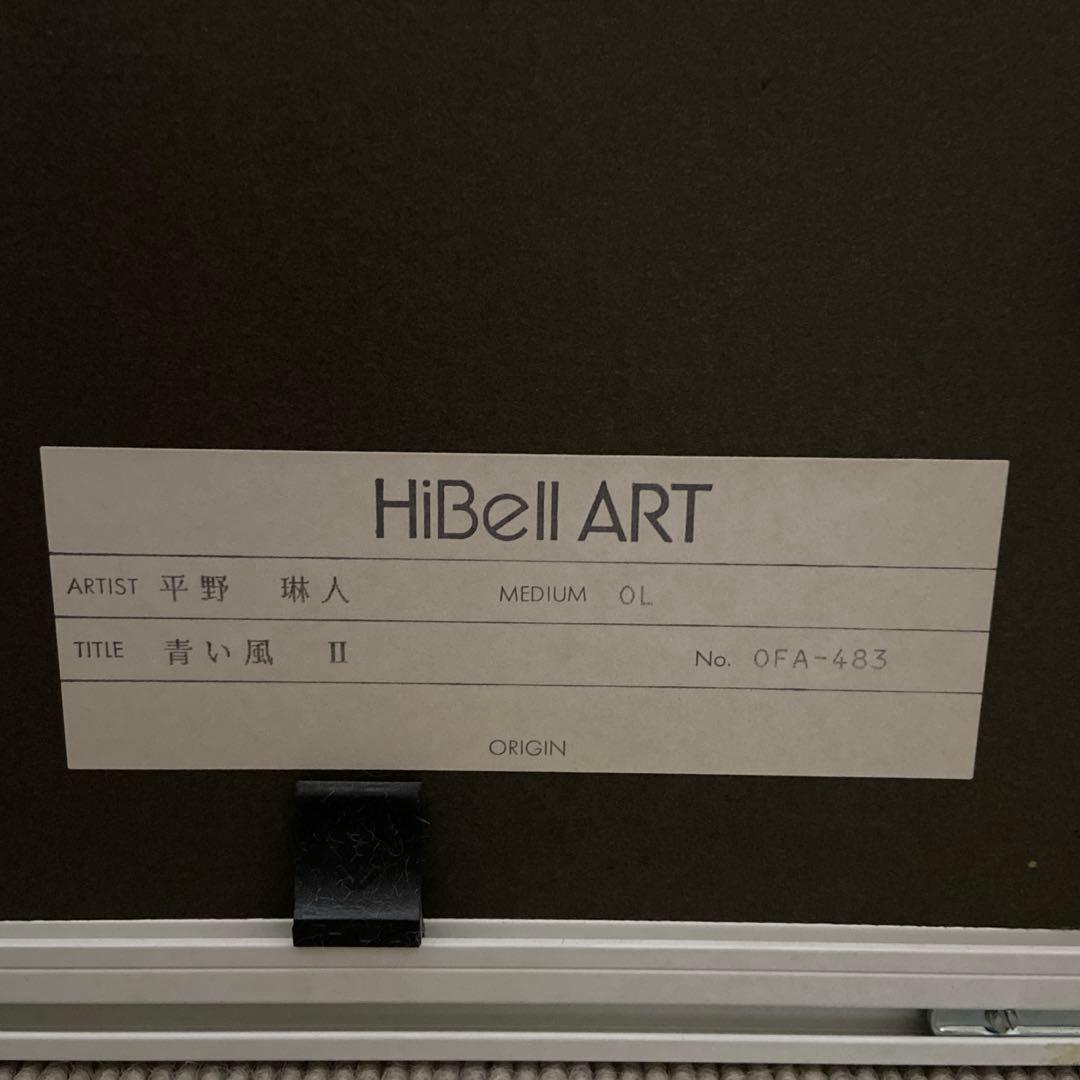 HiBell ART
ARTIST 平野 琳人 MEDIUM OL
TITLE 青い風 II No. OFA-483
ORIGIN